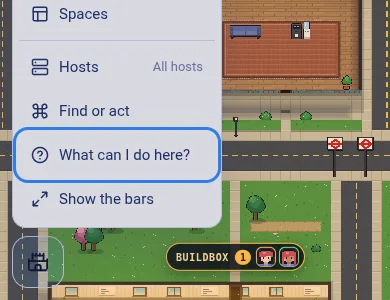 Spaces
Hosts All hosts
Find or act
What can I do here?
Show the bars
BUILDBOX 1